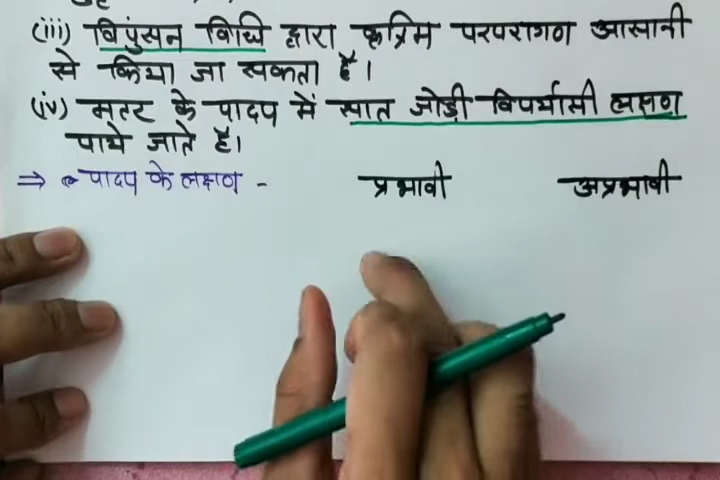 (iii) विपुंसन विधि द्वारा कृत्रिम परपरागण आसानी
से किया जा सकता है।
(iv) मटर के पादप में सात जोड़ी विपर्यासी लक्षण
पाये जाते है।
⇒ पादप के लक्षण - प्रभावी अप्रभावी